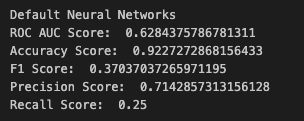 Default Neural Networks
ROC AUC Score:  0.6284375786781311
Accuracy Score:  0.9227272868156433
F1 Score:  0.37037037265971195
Precision Score:  0.7142857313156128
Recall Score:  0.25